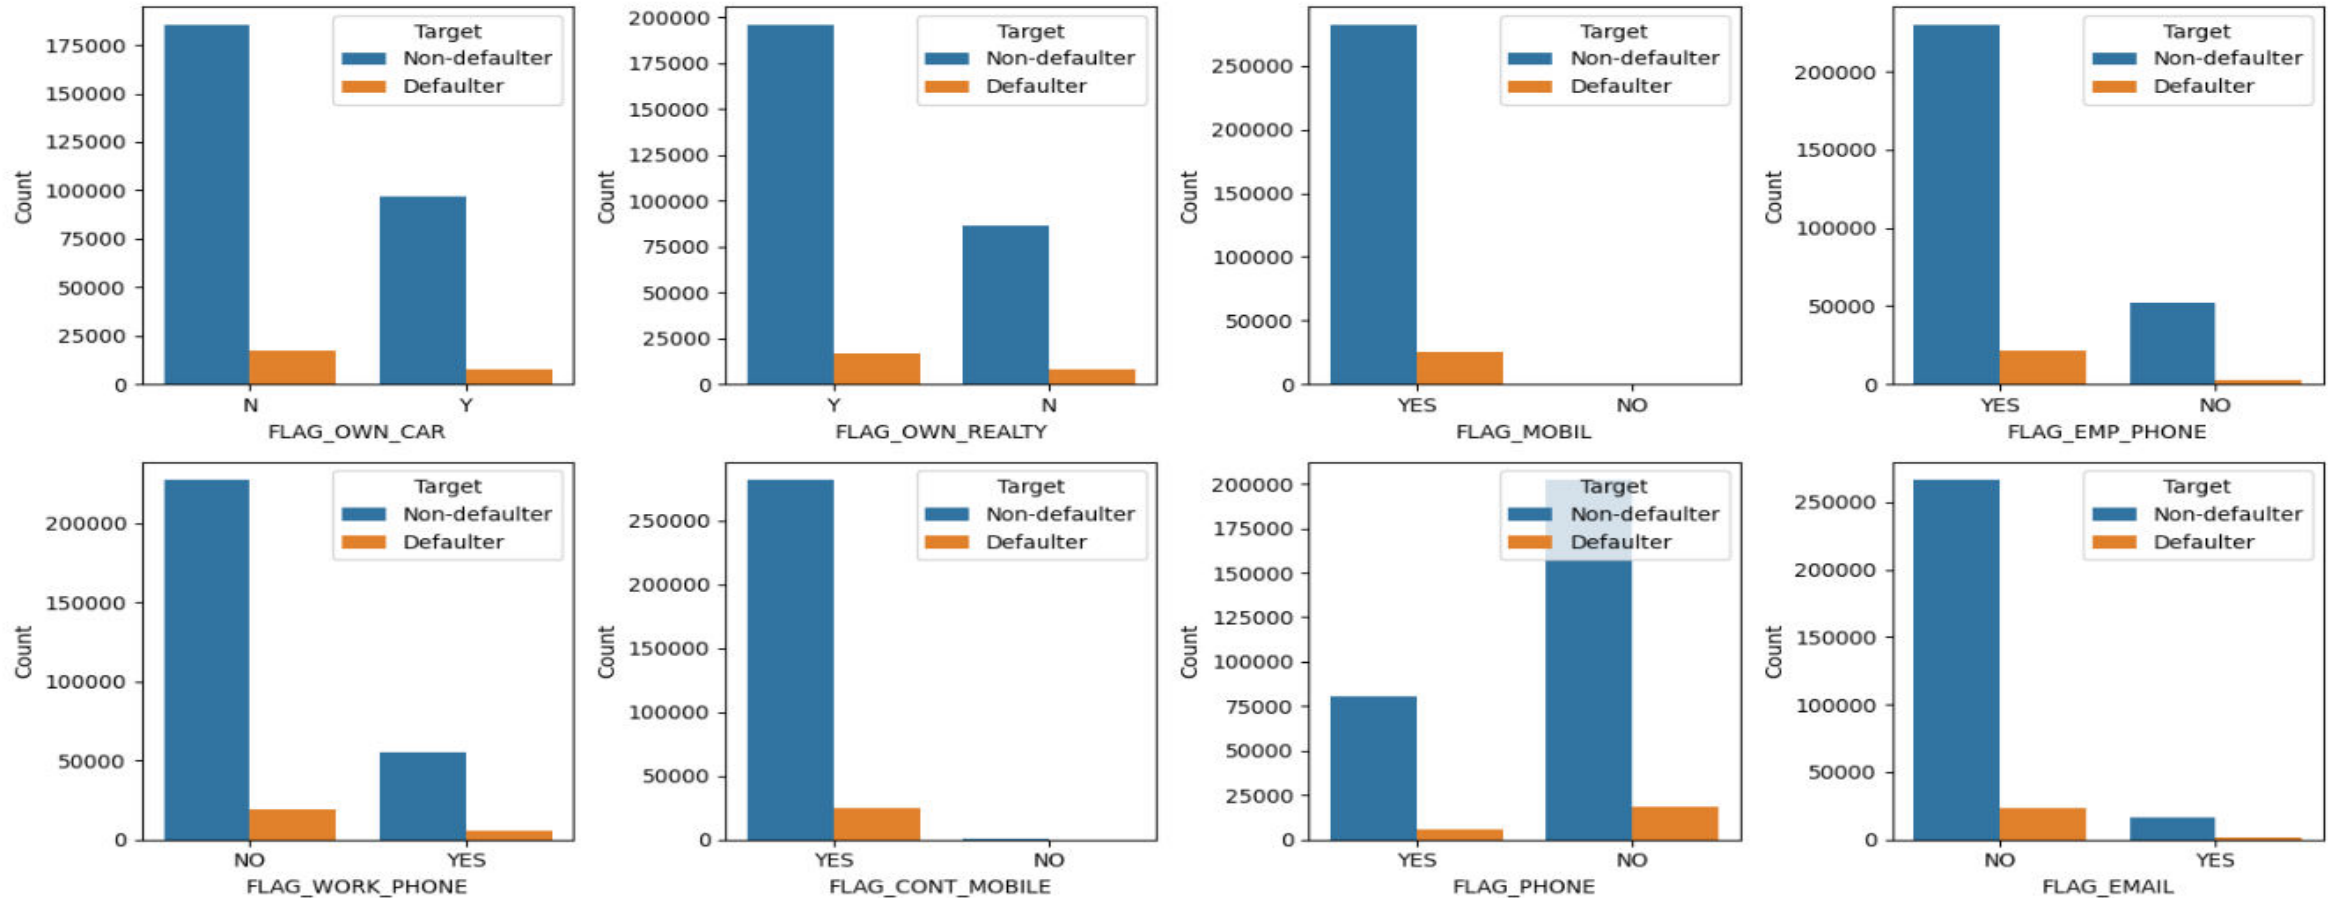 Target
Non-defaulter
Defaulter
Count
175000
150000
125000
100000
75000
50000
25000
0
N
Y
FLAG_OWN_CAR
Target
Non-defaulter
Defaulter
Count
200000
175000
150000
125000
100000
75000
50000
25000
0
Y
N
FLAG_OWN_REALTY
Target
Non-defaulter
Defaulter
Count
250000
200000
150000
100000
50000
0
YES
NO
FLAG_MOBIL
Target
Non-defaulter
Defaulter
Count
200000
150000
100000
50000
0
YES
NO
FLAG_EMP_PHONE
Target
Non-defaulter
Defaulter
Count
200000
150000
100000
50000
0
NO
YES
FLAG_WORK_PHONE
Target
Non-defaulter
Defaulter
Count
250000
200000
150000
100000
50000
0
YES
NO
FLAG_CONT_MOBILE
Target
Non-defaulter
Defaulter
Count
200000
175000
150000
125000
100000
75000
50000
25000
0
YES
NO
FLAG_PHONE
Target
Non-defaulter
Defaulter
Count
250000
200000
150000
100000
50000
0
NO
YES
FLAG_EMAIL